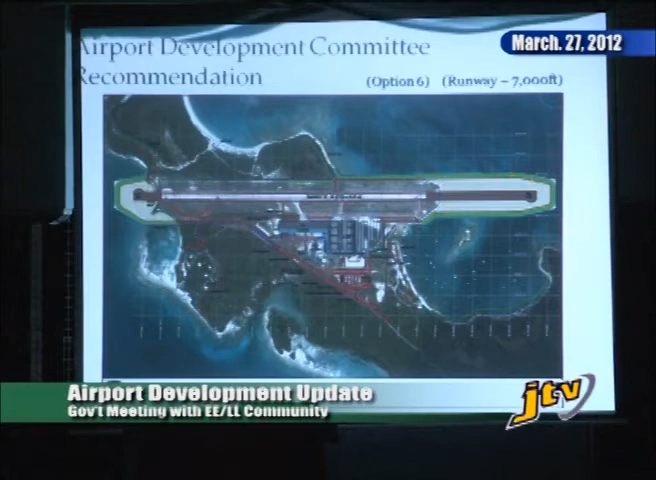 Airport Development Committee
Recommendation
(Option 6) (Runway – 7,000ft)
March. 27, 2012
Airport Development Update
Gov't Meeting with EE/LL Community
jtv